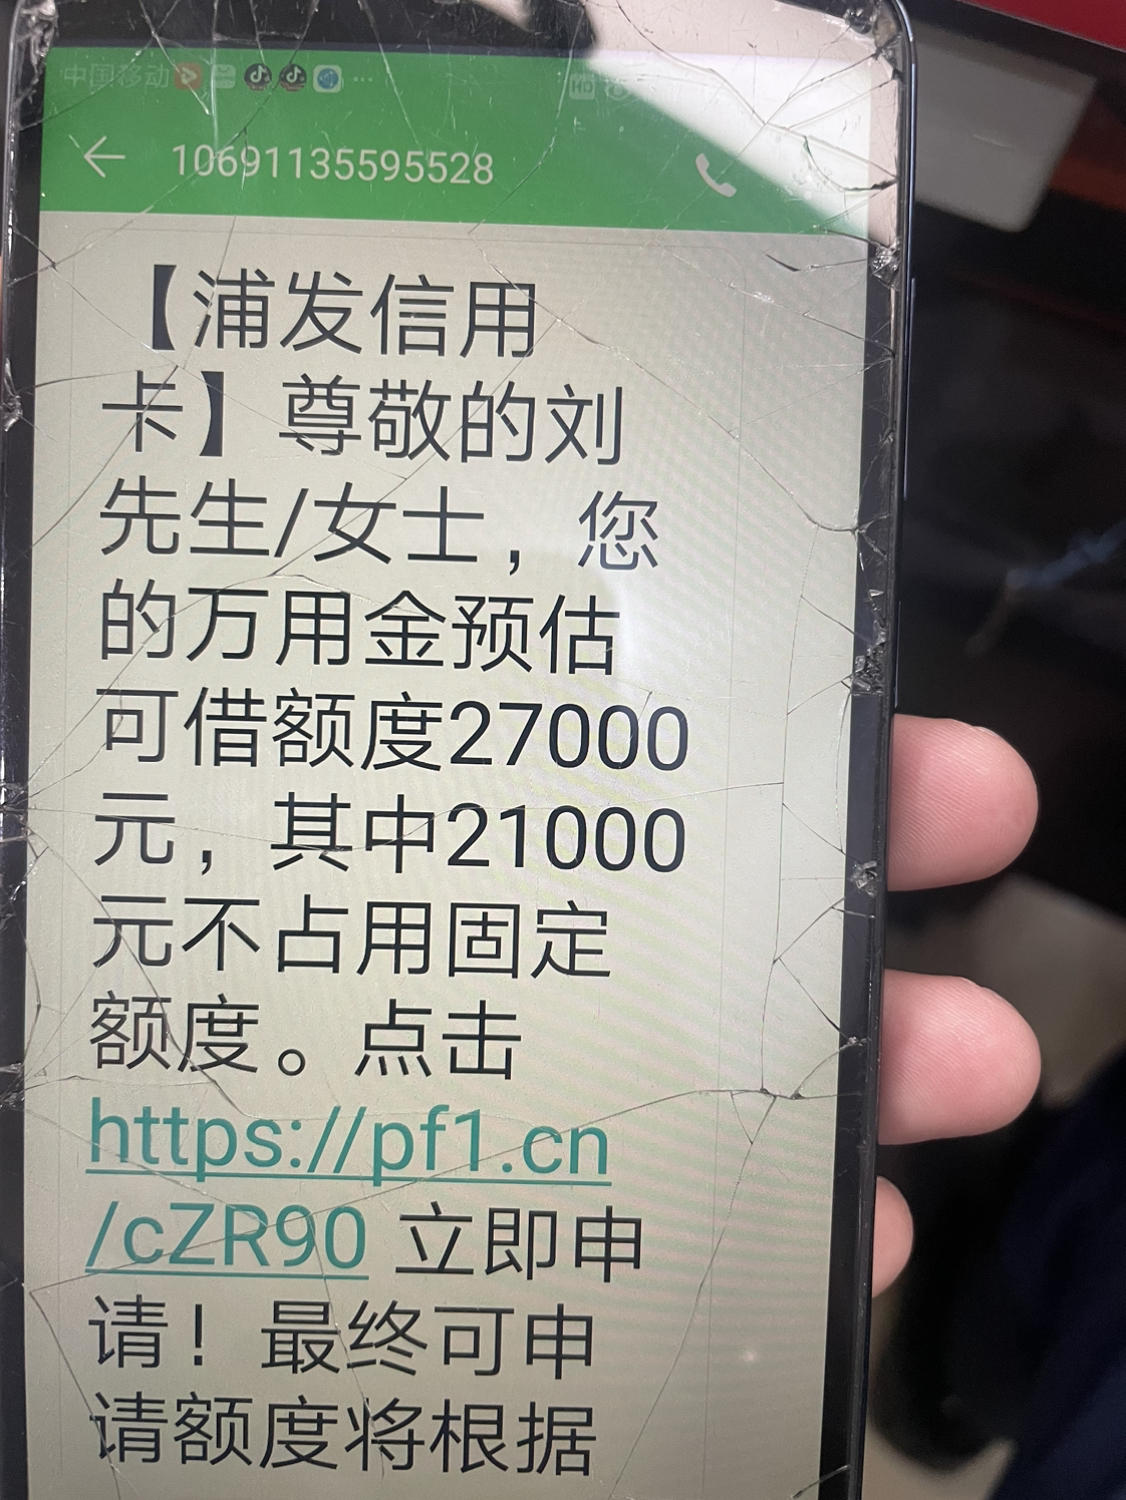 中国移动
HD
10691135595528
【浦发信用
卡】尊敬的刘
先生/女士，您
的万用金预估
可借额度27000
元，其中21000
元不占用固定
额度。点击
https://pf1.cn
/cZR90 立即申
请！最终可申
请额度将根据